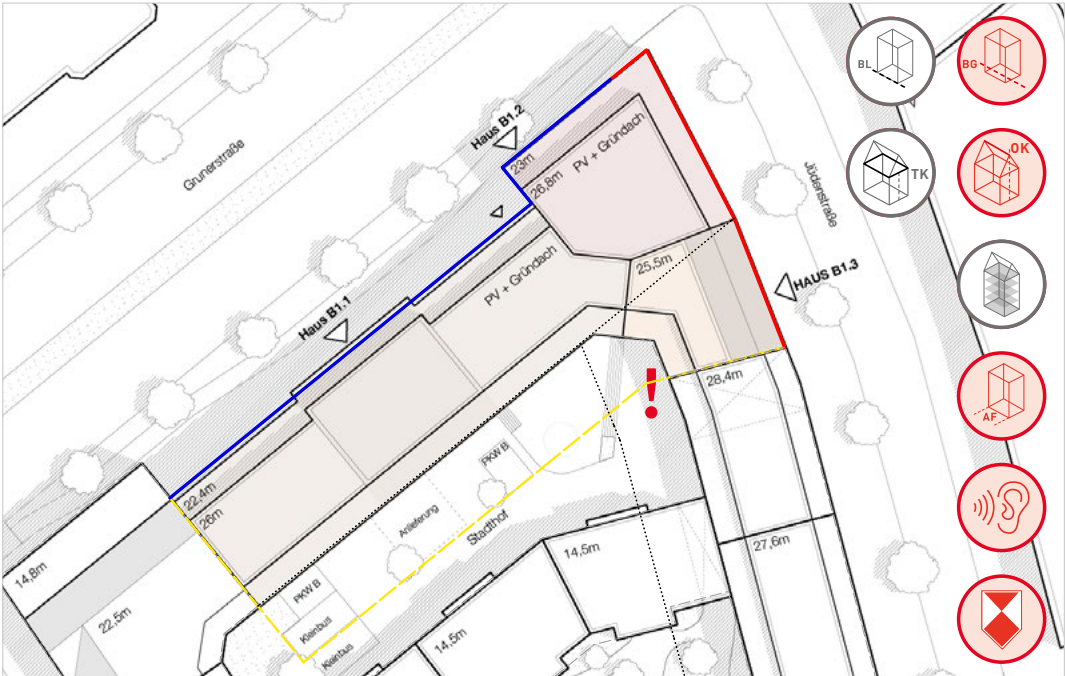 BL
BG
Haus B1.2
PV + Gründach
Grunerstraße
23m
TK
OK
26,8m
Jüdenstraße
25,5m
PV + Gründach
HAUS B1.3
Haus B1.1
!
28,4m
AF
PKW B
22,4m
26m
Anlieferung
Stadthof
14,5m
27,6m
14,8m
PKW B
22,5m
Kleinbus
Kleinbus
14,5m